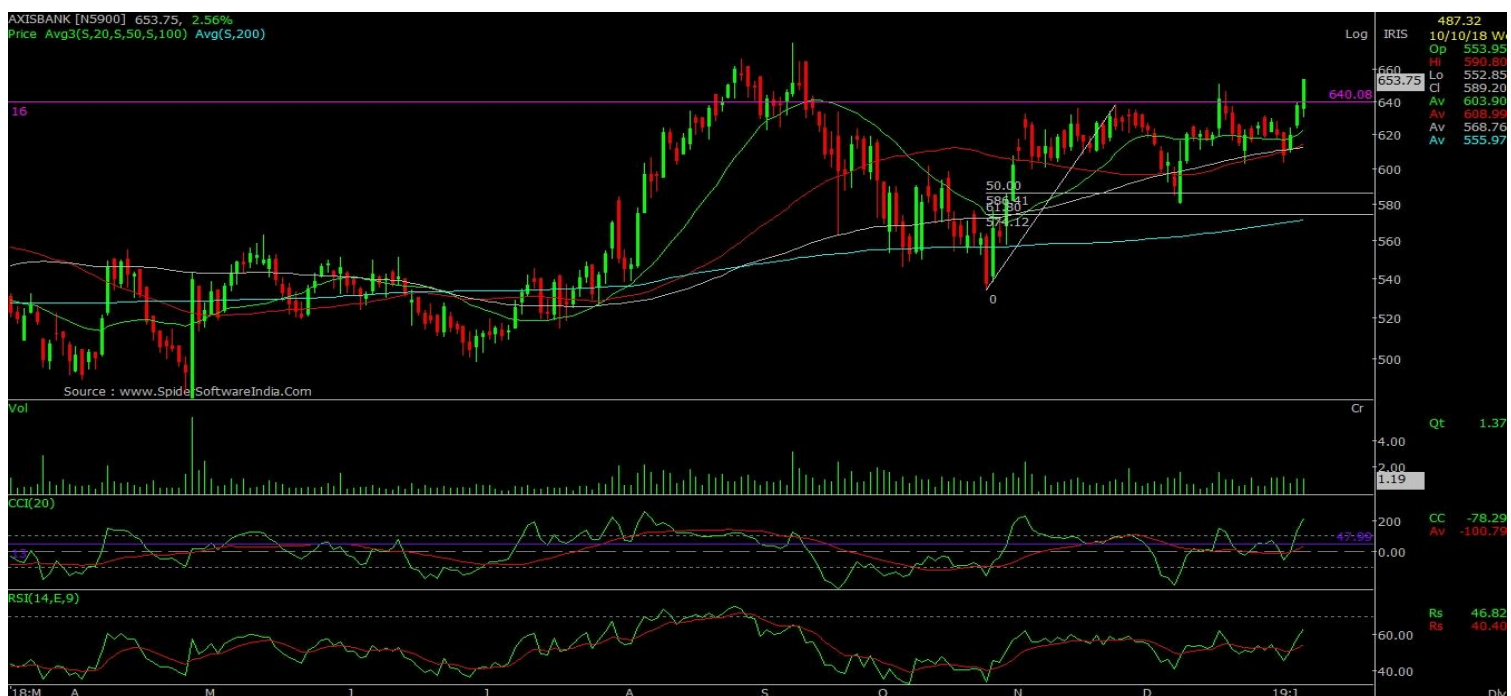 AXISBANK [N5900] 653.75, 2.56%
Price Avg3(S,20,S,50,S,100) Avg(S,200)
Log
IRIS
487.32
10/10/18 We
Op 553.95
Hi 590.80
Lo 552.85
Cl 589.20
Av 603.90
Av 608.99
Av 568.76
Av 555.97
660
653.75
640.08
640
16
620
600
50.00
586.41
61.80
574.12
580
560
540
0
520
500
Source : www.SpiderSoftwareIndia.Com
Vol
Cr
Qt 1.37
4.00
2.00
1.19
CCI(20)
200
CC -78.29
47.99
Av -100.79
13
0.00
RSI(14,E,9)
Rs 46.82
Rs 40.40
60.00
40.00
'18:M A M J J A S O N D 19:J Dly